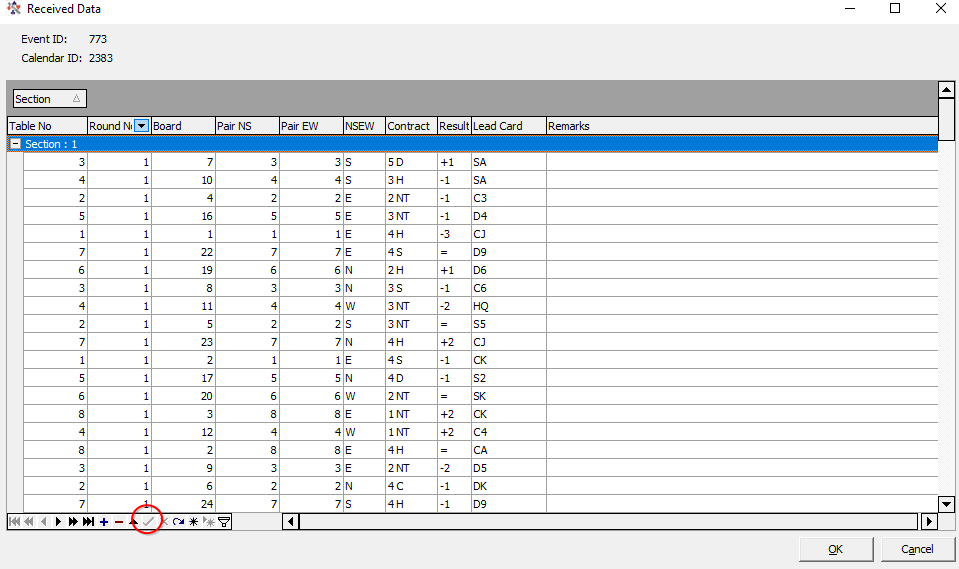 Received Data
Event ID: 773
Calendar ID: 2383
Section
Table No Round No Board Pair NS Pair EW NSEW Contract Result Lead Card Remarks
Section : 1
3 1 7 3 3 S 5 D +1 SA
4 1 10 4 4 S 3 H -1 SA
2 1 4 2 2 E 2 NT -1 C3
5 1 16 5 5 E 3 NT -1 D4
1 1 1 1 1 E 4 H -3 CJ
7 1 22 7 7 E 4 S = D9
6 1 19 6 6 N 2 H +1 D6
3 1 8 3 3 N 3 S -1 C6
4 1 11 4 4 W 3 NT -2 HQ
2 1 5 2 2 S 3 NT = S5
7 1 23 7 7 N 4 H +2 CJ
1 1 2 1 1 E 4 S -1 CK
5 1 17 5 5 N 4 D -1 S2
6 1 20 6 6 W 2 NT = SK
8 1 3 8 8 E 1 NT +2 CK
4 1 12 4 4 W 1 NT +2 C4
8 1 2 8 8 E 4 H = CA
3 1 9 3 3 E 2 NT -2 D5
2 1 6 2 2 N 4 C -1 DK
7 1 24 7 7 S 4 H -1 D9
OK Cancel